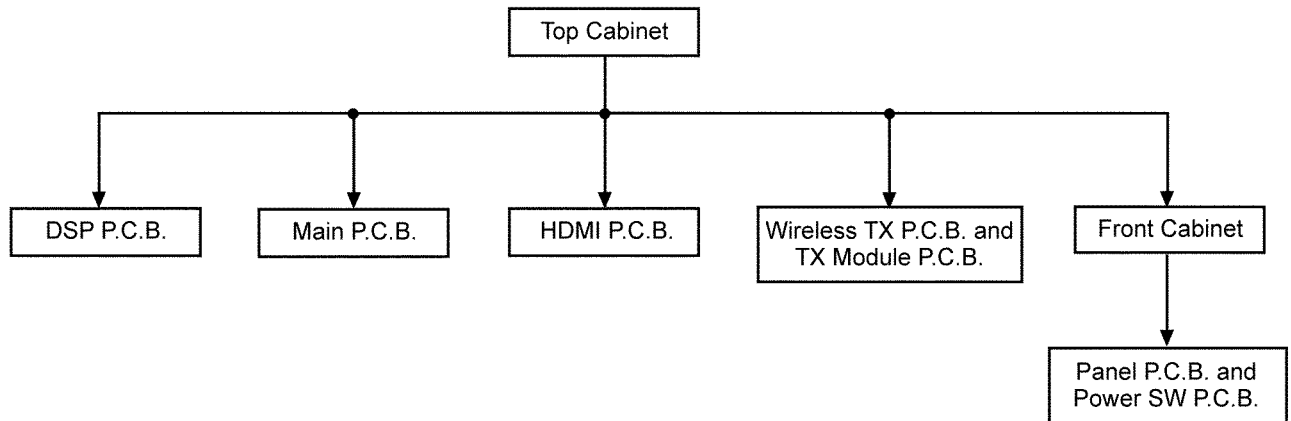 Top Cabinet
DSP P.C.B.
Main P.C.B.
HDMI P.C.B.
Wireless TX P.C.B. and
TX Module P.C.B.
Front Cabinet
Panel P.C.B. and
Power SW P.C.B.